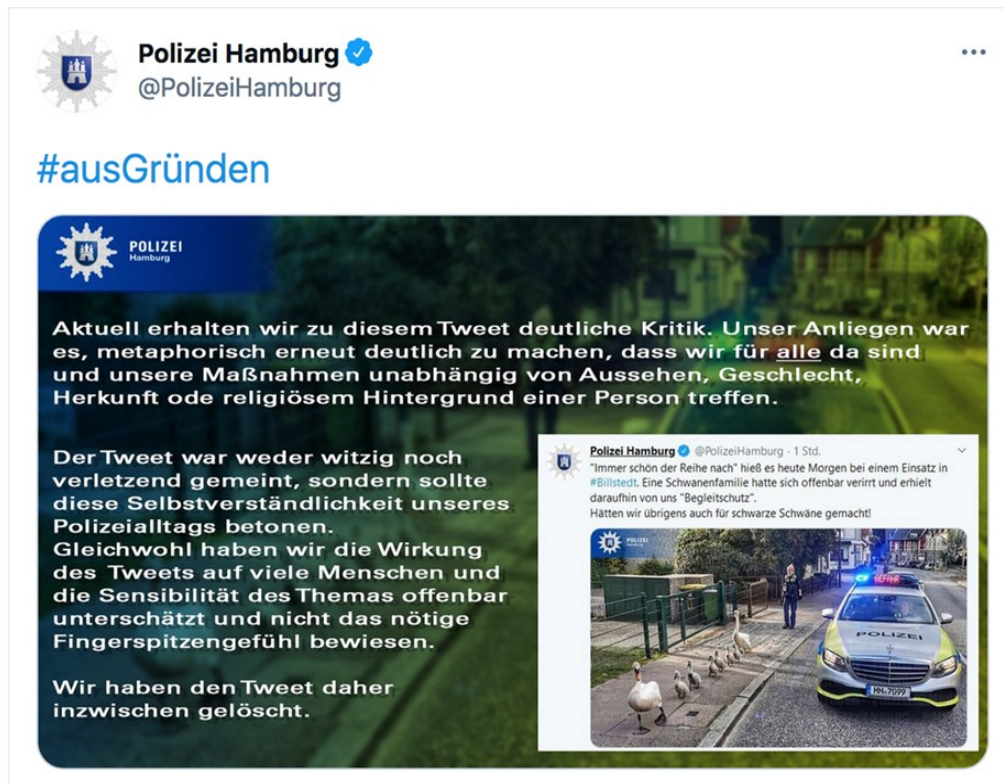 Polizei Hamburg
@PolizeiHamburg
#ausGründen
POLIZEI
Hamburg
Aktuell erhalten wir zu diesem Tweet deutliche Kritik. Unser Anliegen war
es, metaphorisch erneut deutlich zu machen, dass wir für alle da sind
und unsere Maßnahmen unabhängig von Aussehen, Geschlecht,
Herkunft ode religiösem Hintergrund einer Person treffen.
Der Tweet war weder witzig noch
verletzend gemeint, sondern sollte
diese Selbstverständlichkeit unseres
Polizeialltags betonen.
Gleichwohl haben wir die Wirkung
des Tweets auf viele Menschen und
die Sensibilität des Themas offenbar
unterschätzt und nicht das nötige
Fingerspitzengefühl bewiesen.
Wir haben den Tweet daher
inzwischen gelöscht.
Polizei Hamburg @PolizeiHamburg · 1 Std.
"Immer schön der Reihe nach" hieß es heute Morgen bei einem Einsatz in
#Billstedt. Eine Schwanenfamilie hatte sich offenbar verirrt und erhielt
daraufhin von uns "Begleitschutz".
Hätten wir übrigens auch für schwarze Schwäne gemacht!
POLIZEI
Hamburg
POLIZEI
HH 7099